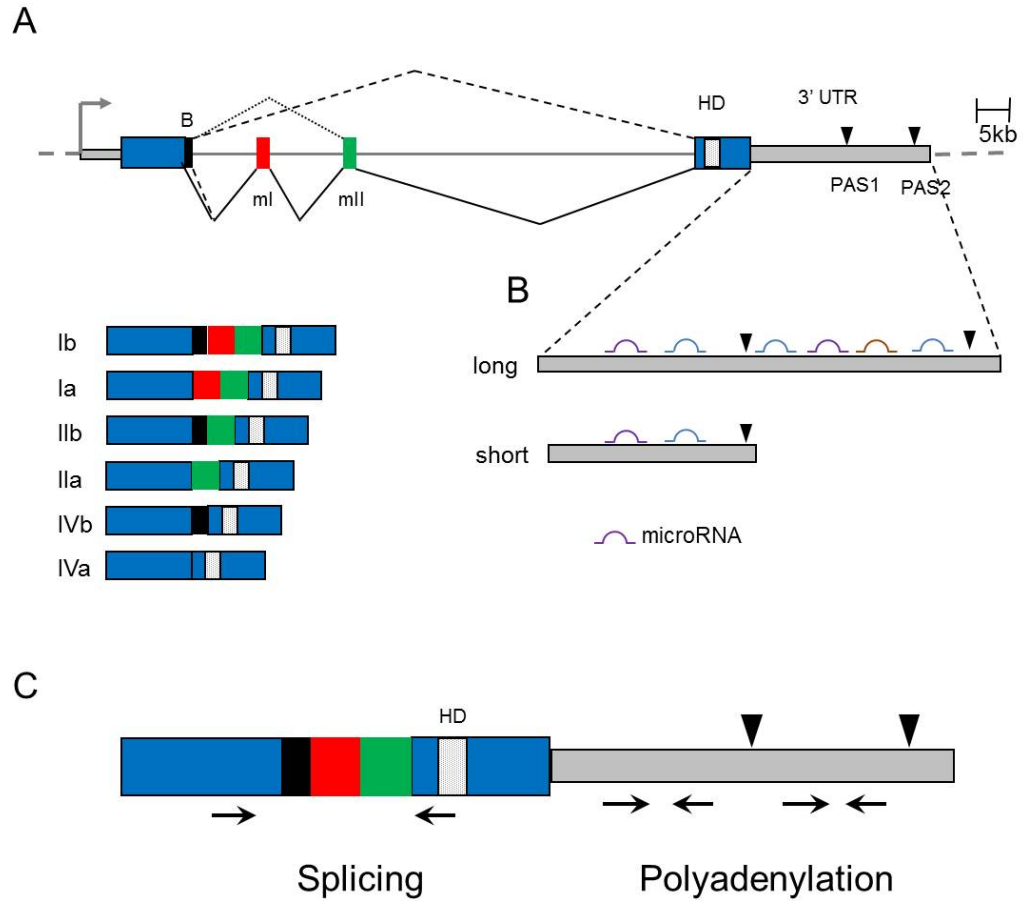 A
B
HD
3’ UTR
5kb
mI
mII
PAS1
PAS2
B
Ib
Ia
IIb
IIa
IVb
IVa
long
short
microRNA
C
HD
Splicing
Polyadenylation